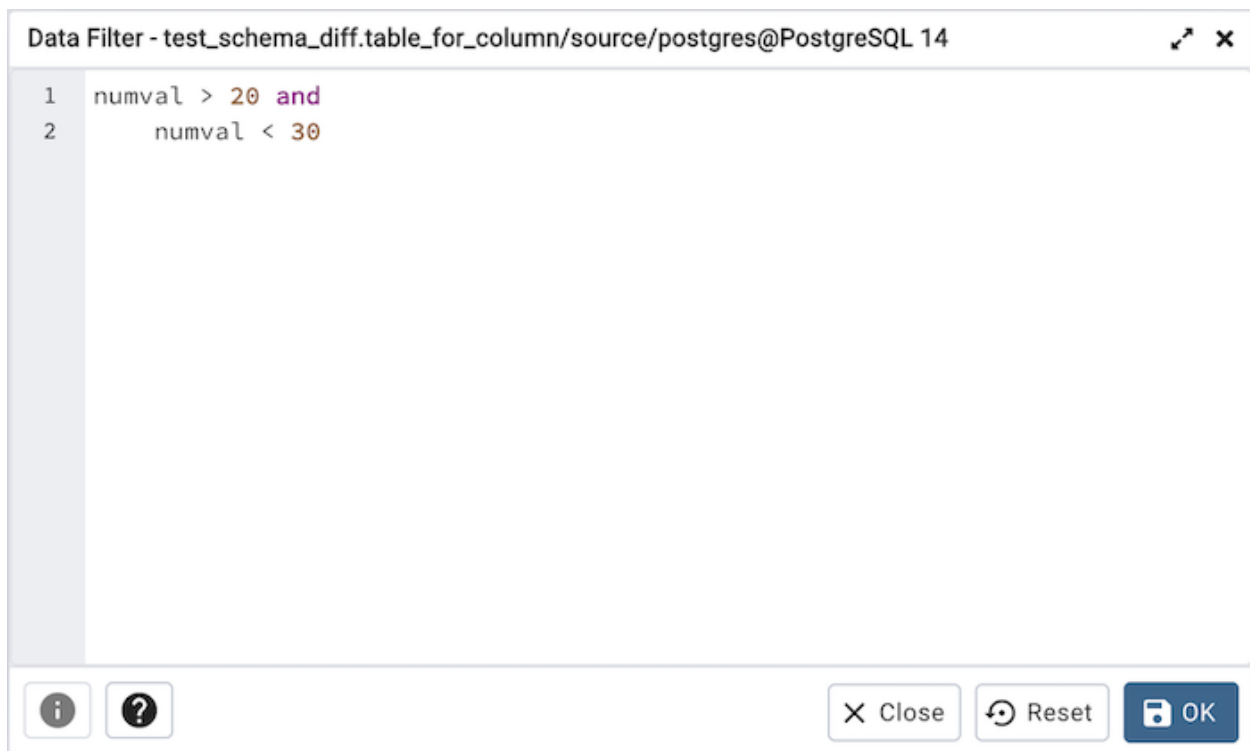 Data Filter - test_schema_diff.table_for_column/source/postgres@PostgreSQL 14
1 numval > 20 and
2     numval < 30
Close Reset OK